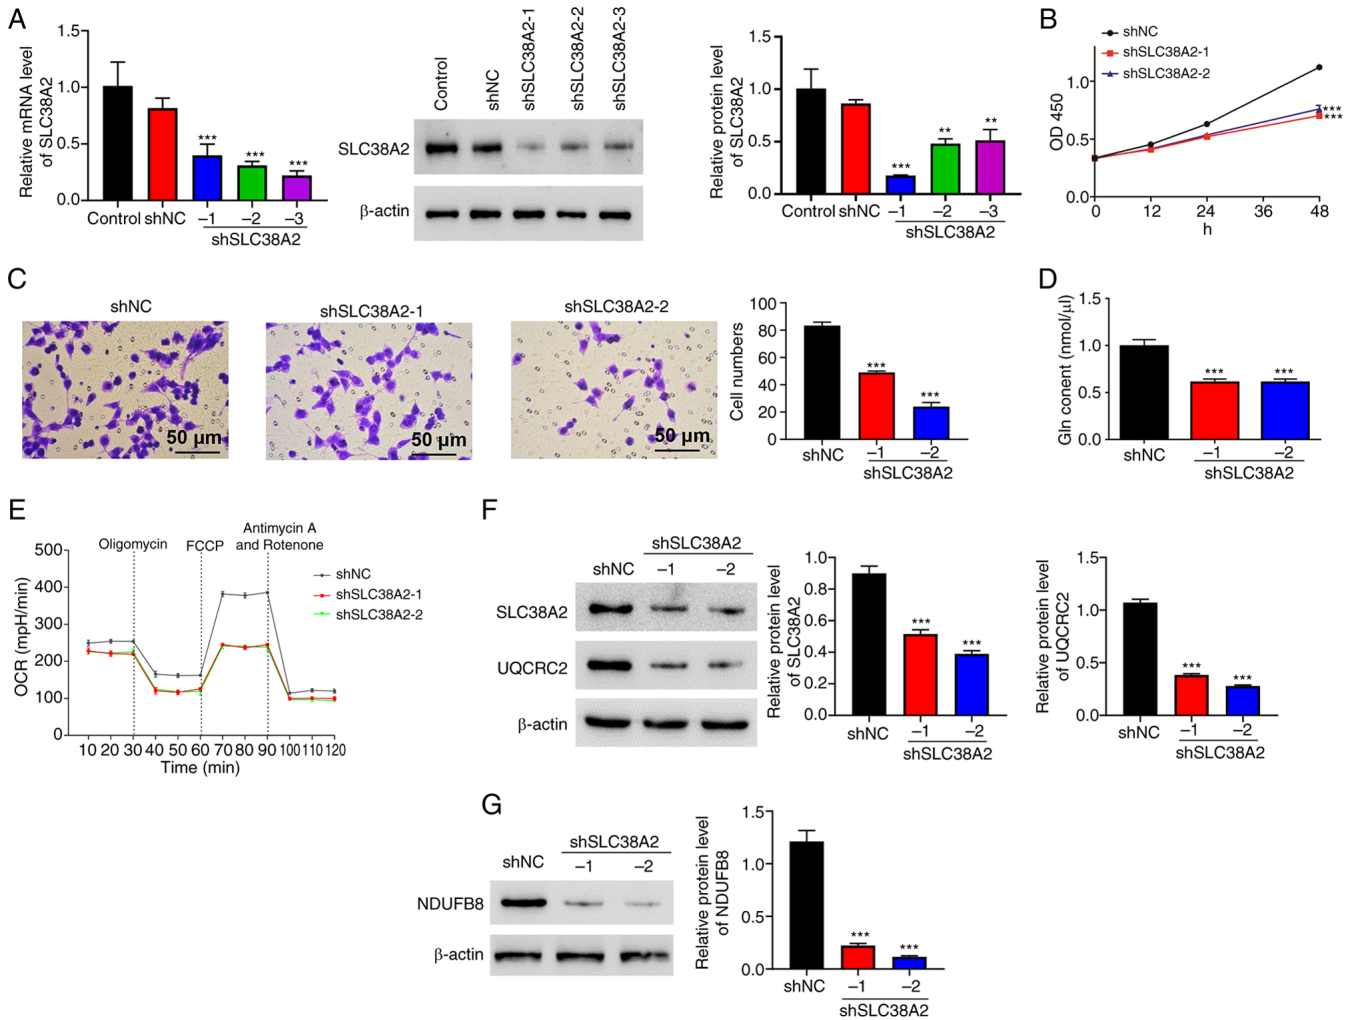 A
Relative mRNA level
of SLC38A2
1.5
1.0
0.5
0.0
***
***
***
Control shNC –1 –2 –3
shSLC38A2
Control
shNC
shSLC38A2-1
shSLC38A2-2
shSLC38A2-3
SLC38A2
β-actin
Relative protein level
of SLC38A2
1.5
1.0
0.5
0.0
***
**
**
Control shNC –1 –2 –3
shSLC38A2
B
shNC
shSLC38A2-1
shSLC38A2-2
OD 450
1.0
0.5
0.0
***
***
0 12 24 36 48
h
C
shNC
shSLC38A2-1
shSLC38A2-2
50 µm
50 µm
50 µm
Cell numbers
100
80
60
40
20
0
***
***
shNC –1 –2
shSLC38A2
D
Gln conent (nmol/µl)
1.5
1.0
0.5
0.0
***
***
shNC –1 –2
shSLC38A2
E
Oligomycin
FCCP
Antimycin A
and Rotenone
OCR (mpH/min)
500
400
300
200
100
0
shNC
shSLC38A2-1
shSLC38A2-2
10 20 30 40 50 60 70 80 90 100 110 120
Time (min)
F
shSLC38A2
shNC –1 –2
SLC38A2
UQCRC2
β-actin
Relative protein level
of SLC38A2
1.0
0.8
0.6
0.4
0.2
0.0
***
***
shNC –1 –2
shSLC38A2
Relative protein level
of UQCRC2
1.5
1.0
0.5
0.0
***
***
shNC –1 –2
shSLC38A2
G
shSLC38A2
shNC –1 –2
NDUFB8
β-actin
Relative protein level
of NDUFB8
1.5
1.0
0.5
0.0
***
***
shNC –1 –2
shSLC38A2